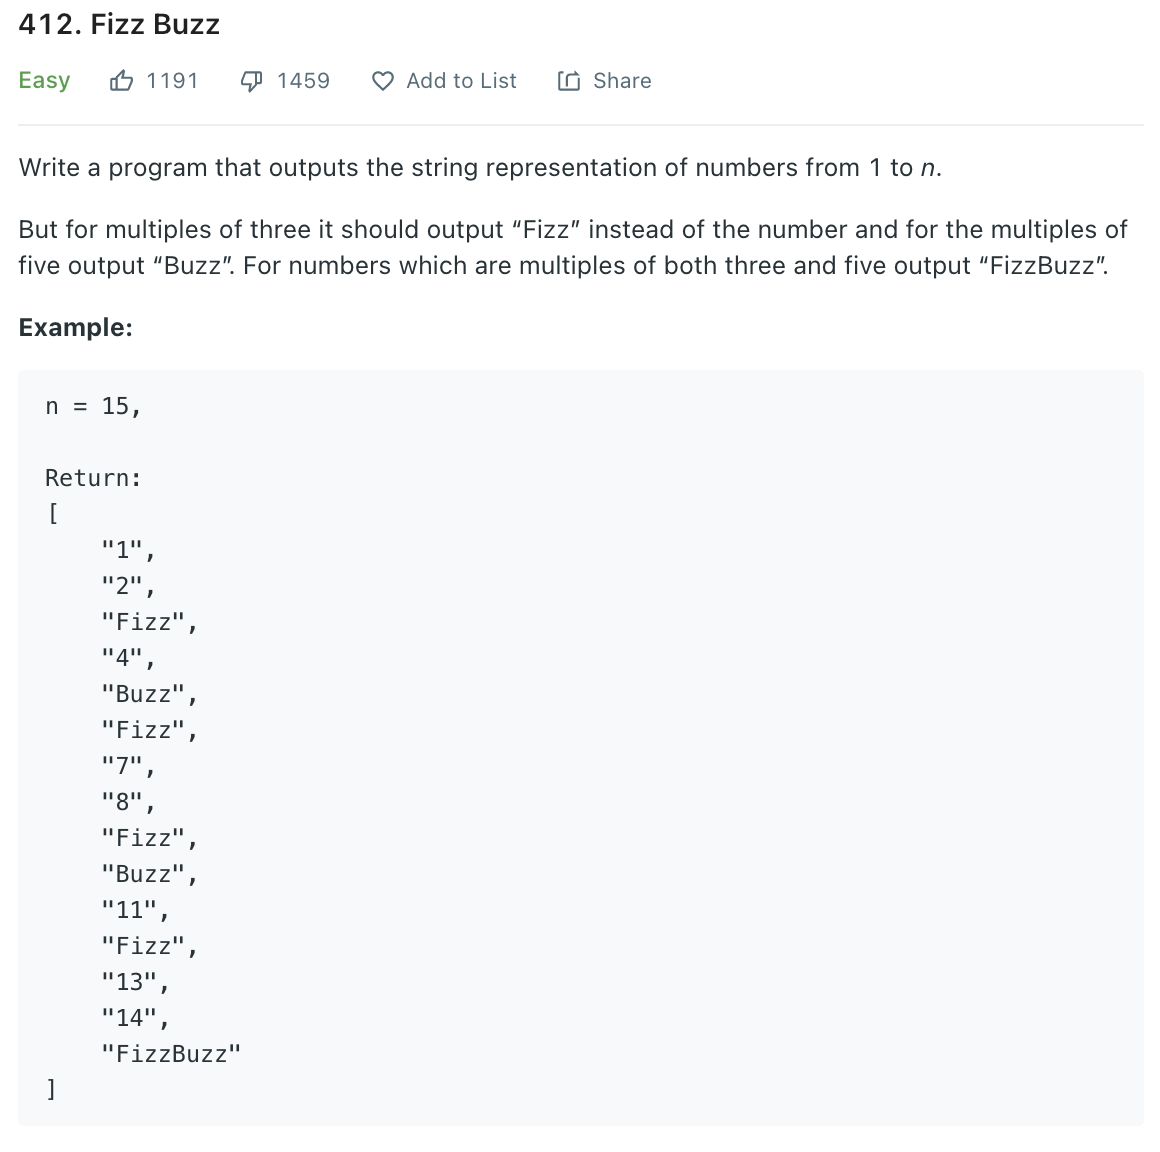 412. Fizz Buzz
Easy 1191 1459 Add to List Share
Write a program that outputs the string representation of numbers from 1 to n.
But for multiples of three it should output “Fizz” instead of the number and for the multiples of
five output “Buzz”. For numbers which are multiples of both three and five output “FizzBuzz”.
Example:
n = 15,
Return:
[
    "1",
    "2",
    "Fizz",
    "4",
    "Buzz",
    "Fizz",
    "7",
    "8",
    "Fizz",
    "Buzz",
    "11",
    "Fizz",
    "13",
    "14",
    "FizzBuzz"
]